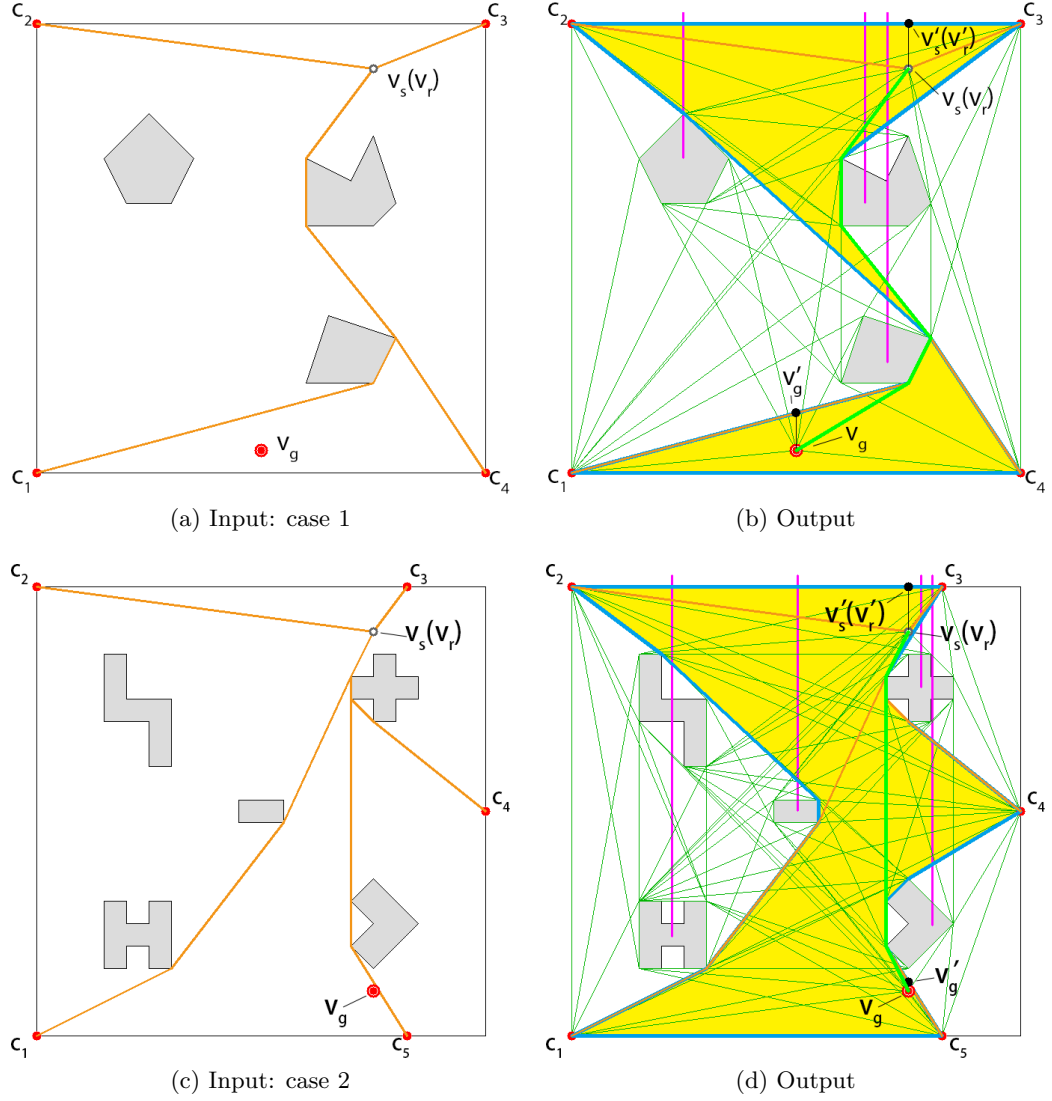 C2 C3
vs(vr)
vg
C1 C4
(a) Input: case 1
C2 C3
v's(v'r)
vs(vr)
v'g
vg
C1 C4
(b) Output
C2 C3
vs(vr)
C4
vg
C1 C5
(c) Input: case 2
C2 C3
v's(v'r)
vs(vr)
C4
v'g
vg
C1 C5
(d) Output